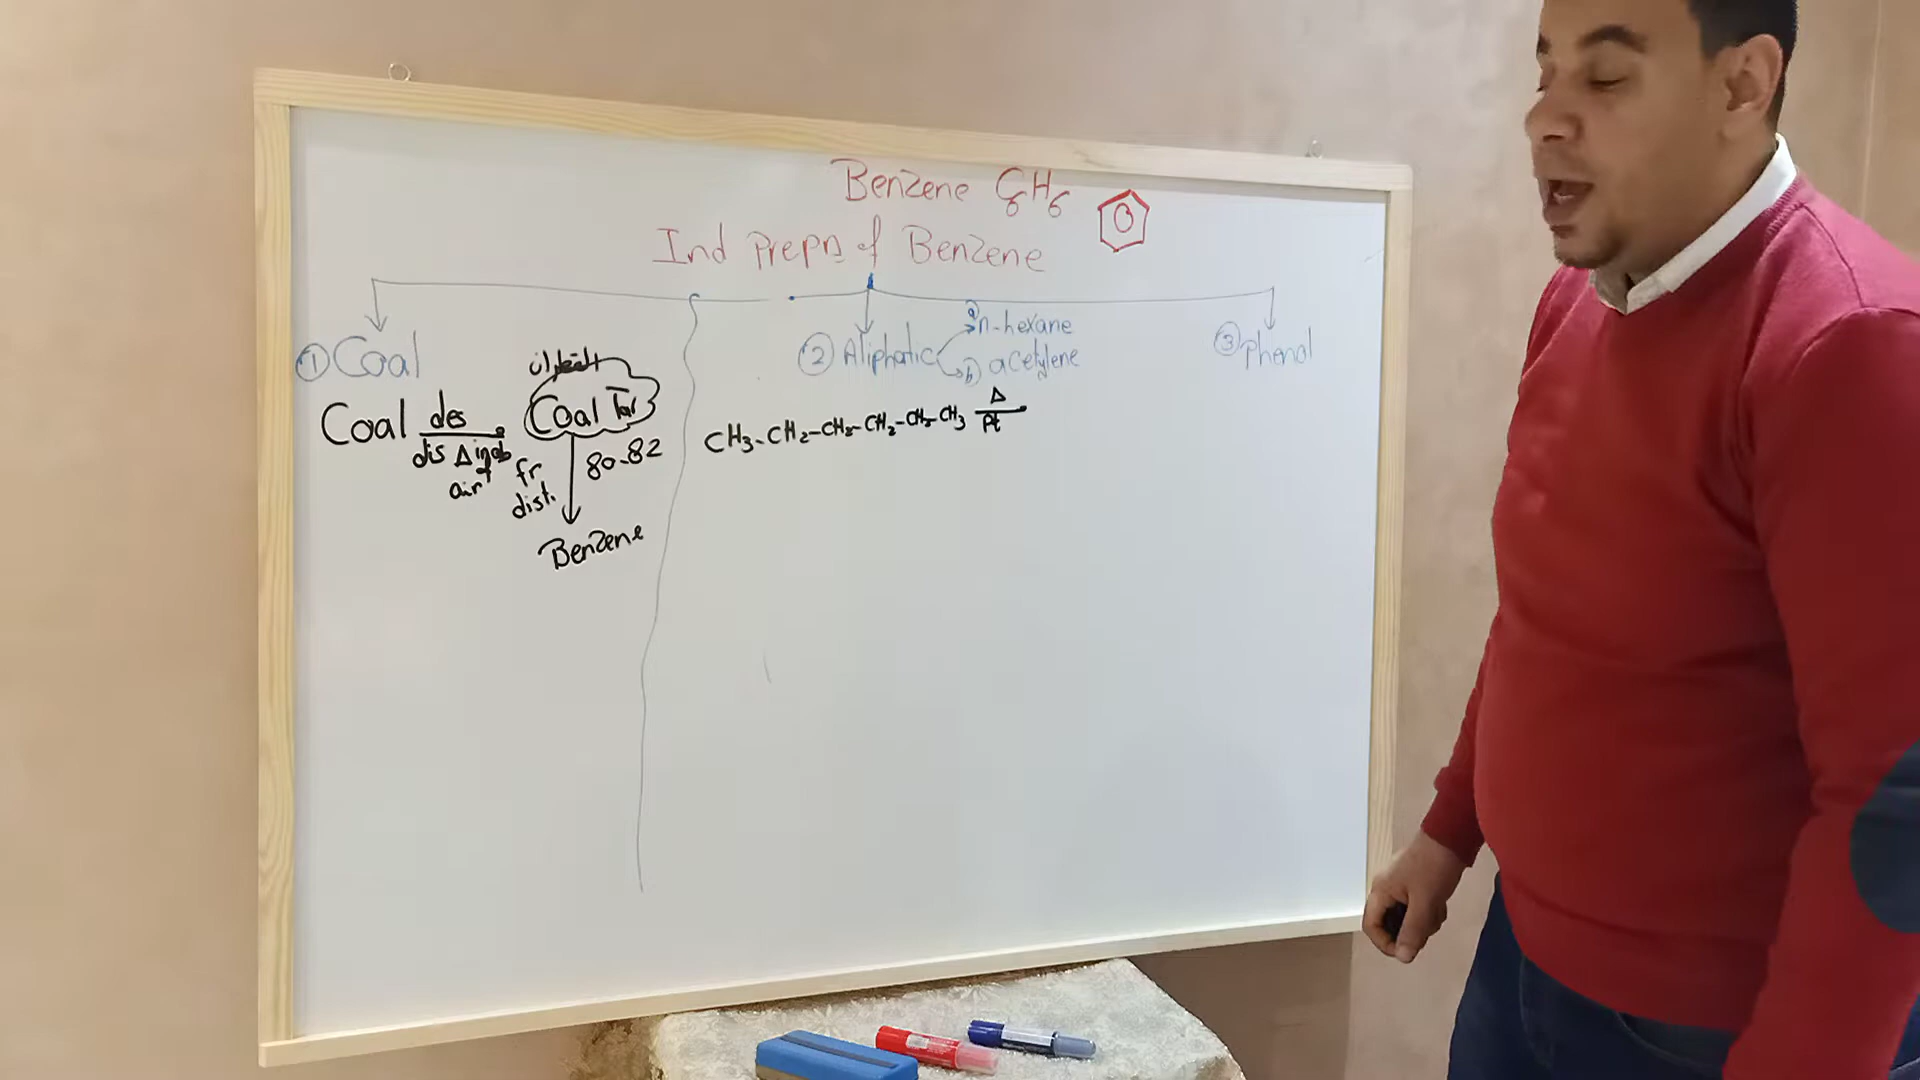 Benzene C6H6
Ind Prepn of Benzene
① Coal
② Aliphatic
a) n-hexane
b) acetylene
③ phenol
القطران
Coal des dis Δ in ab of air
Coal Tar
fr dist. 80-82
Benzene
CH3-CH2-CH2-CH2-CH2-CH3 Δ Pt